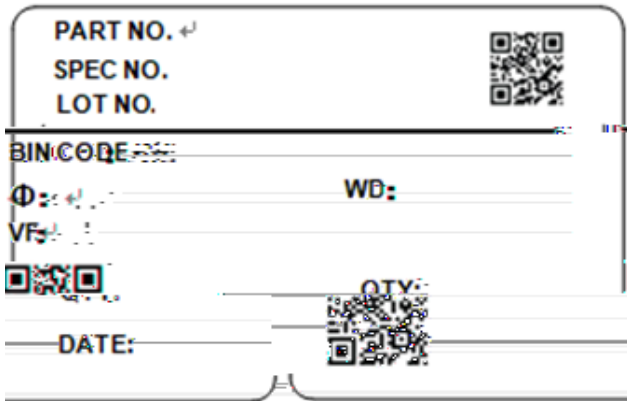 PART NO.
SPEC NO.
LOT NO.
BIN CODE
Φ: WD:
VF:
QTY:
DATE: